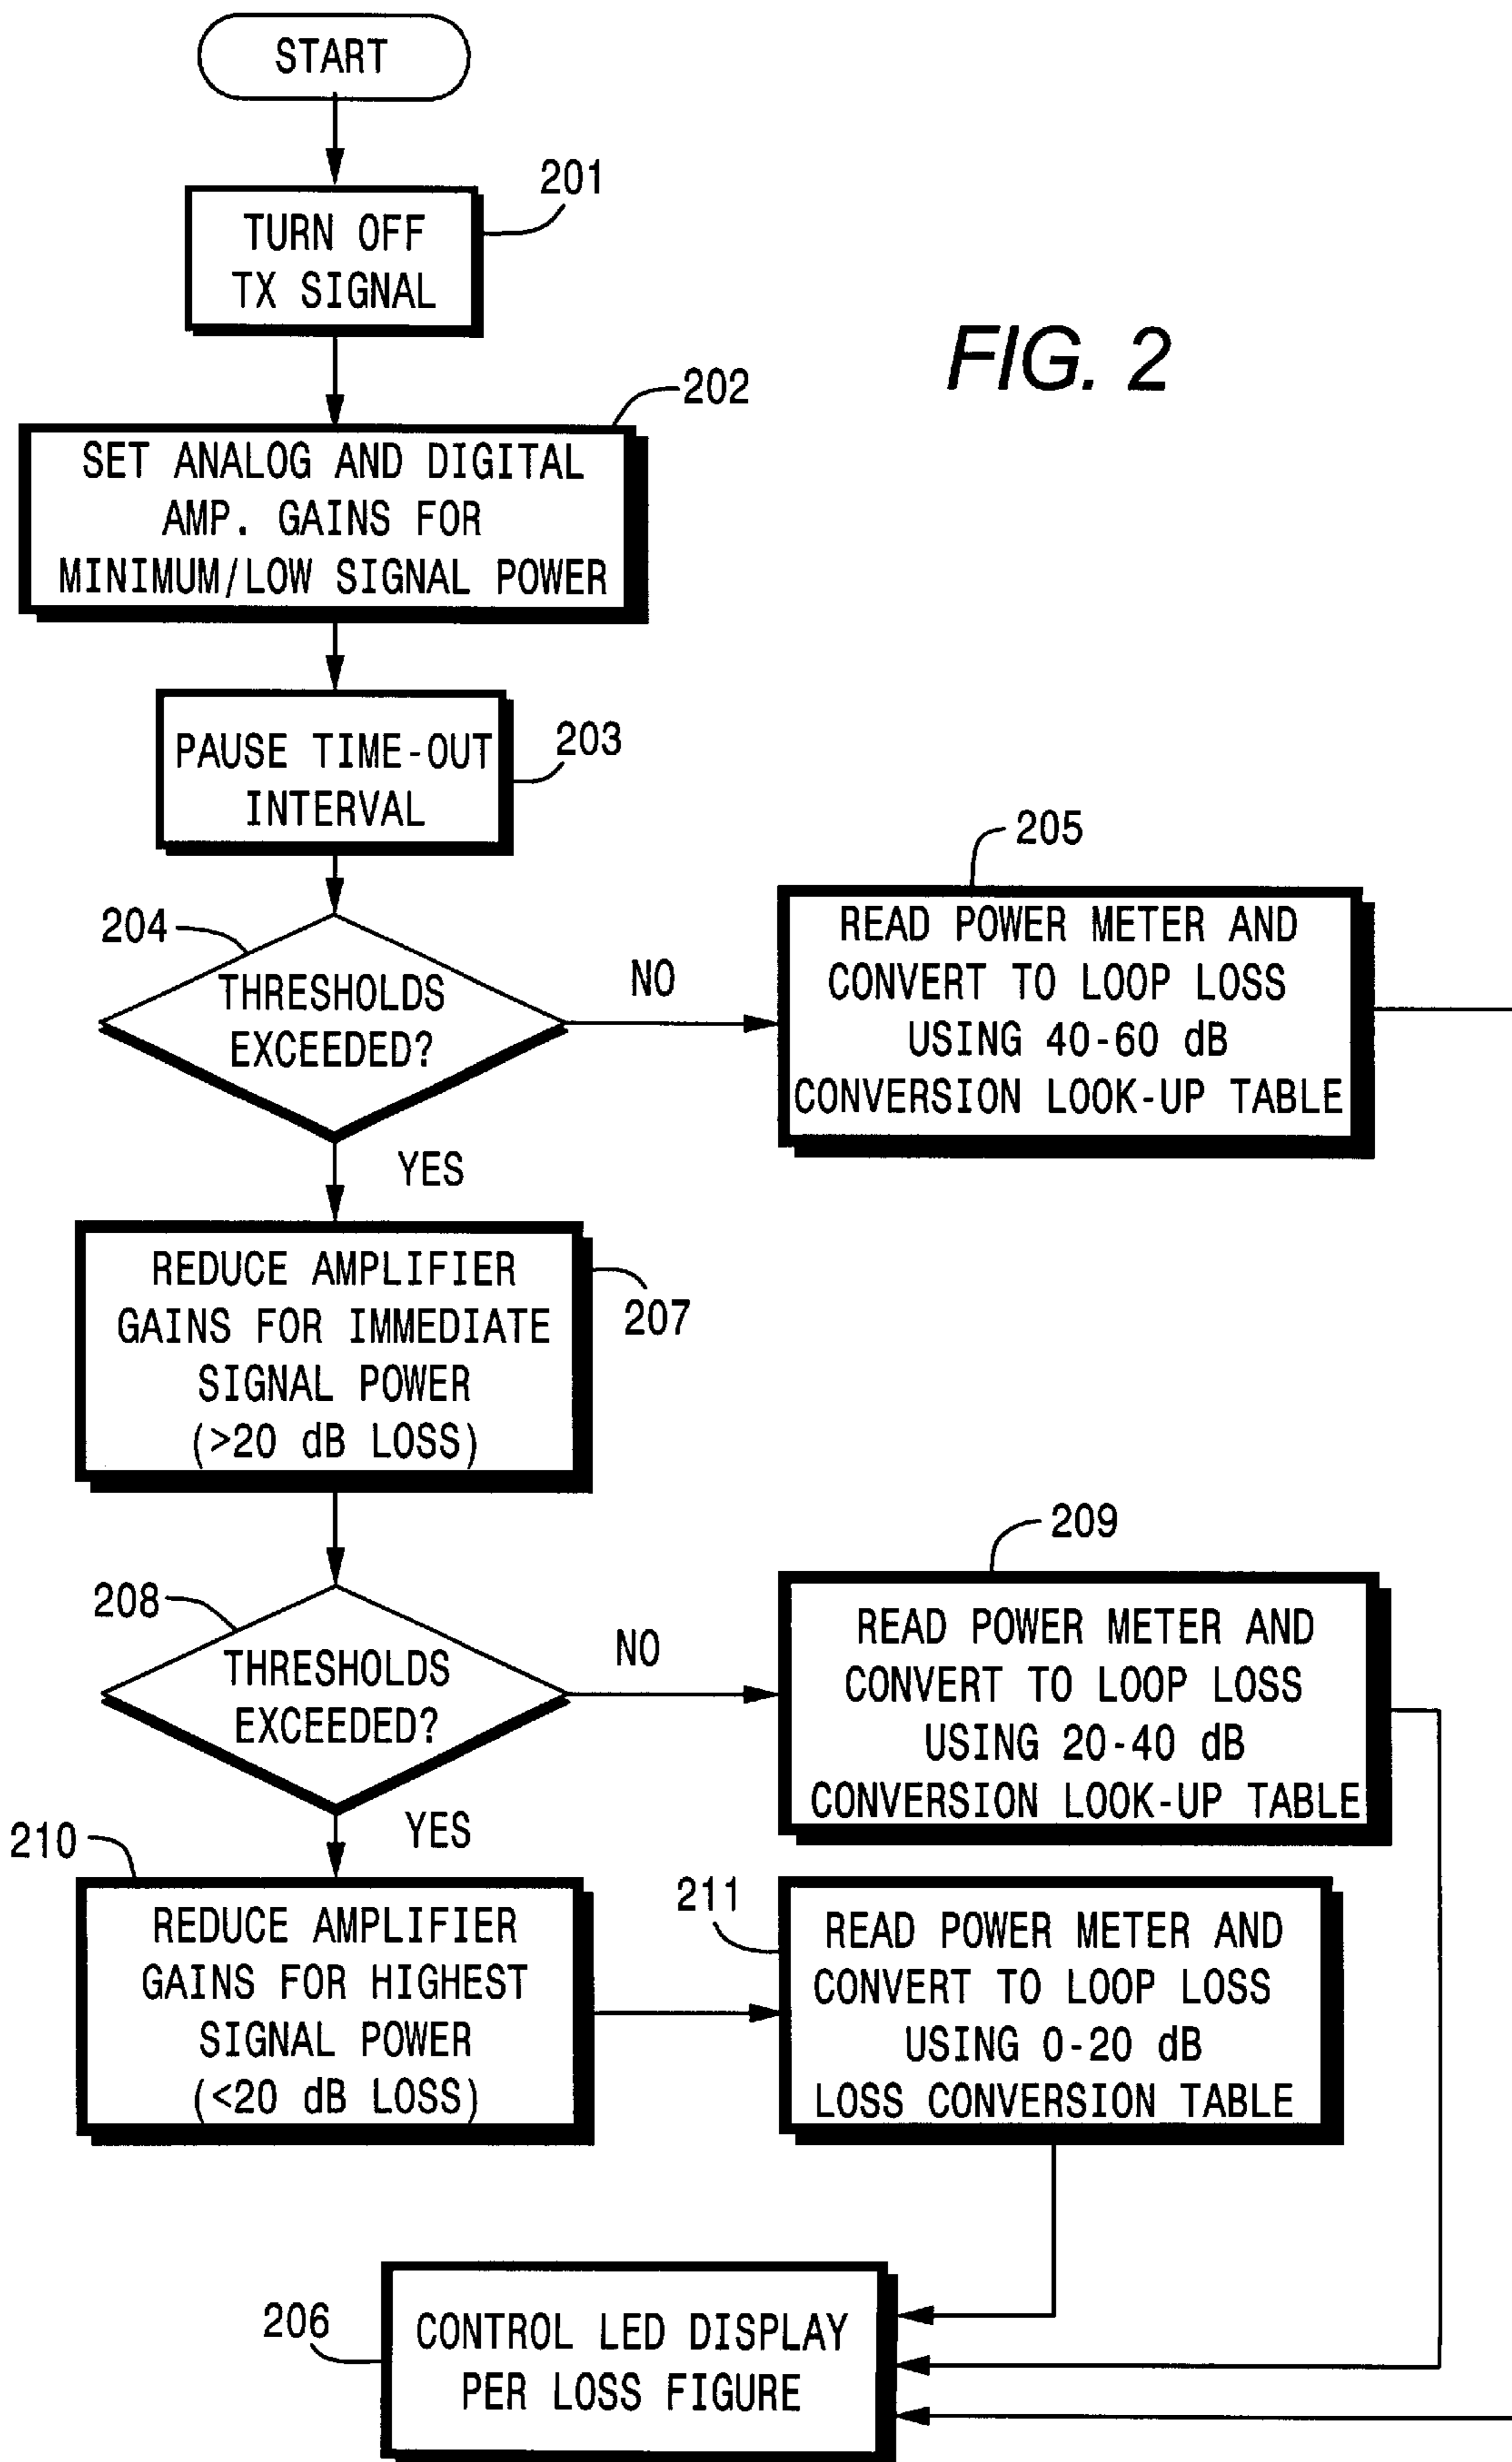 START
201
TURN OFF
TX SIGNAL
FIG. 2
202
SET ANALOG AND DIGITAL
AMP. GAINS FOR
MINIMUM/LOW SIGNAL POWER
203
PAUSE TIME-OUT
INTERVAL
204
THRESHOLDS
EXCEEDED?
NO
205
READ POWER METER AND
CONVERT TO LOOP LOSS
USING 40-60 dB
CONVERSION LOOK-UP TABLE
YES
207
REDUCE AMPLIFIER
GAINS FOR IMMEDIATE
SIGNAL POWER
(>20 dB LOSS)
208
THRESHOLDS
EXCEEDED?
NO
209
READ POWER METER AND
CONVERT TO LOOP LOSS
USING 20-40 dB
CONVERSION LOOK-UP TABLE
YES
210
REDUCE AMPLIFIER
GAINS FOR HIGHEST
SIGNAL POWER
(<20 dB LOSS)
211
READ POWER METER AND
CONVERT TO LOOP LOSS
USING 0-20 dB
LOSS CONVERSION TABLE
206
CONTROL LED DISPLAY
PER LOSS FIGURE